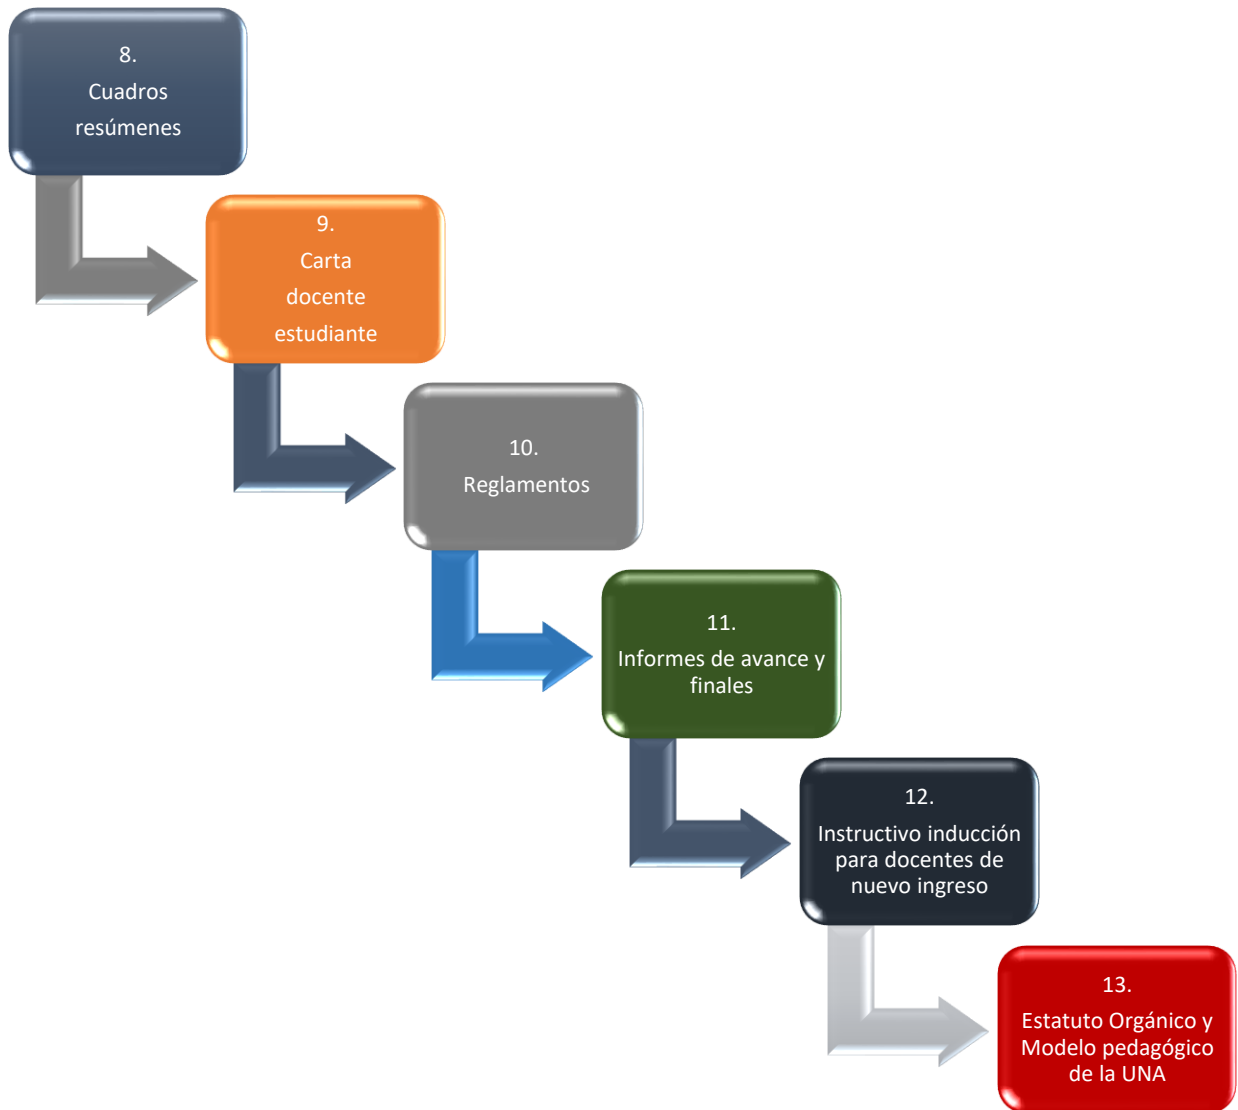 8.
Cuadros
resúmenes
9.
Carta
docente
estudiante
10.
Reglamentos
11.
Informes de avance y
finales
12.
Instructivo inducción
para docentes de
nuevo ingreso
13.
Estatuto Orgánico y
Modelo pedagógico
de la UNA